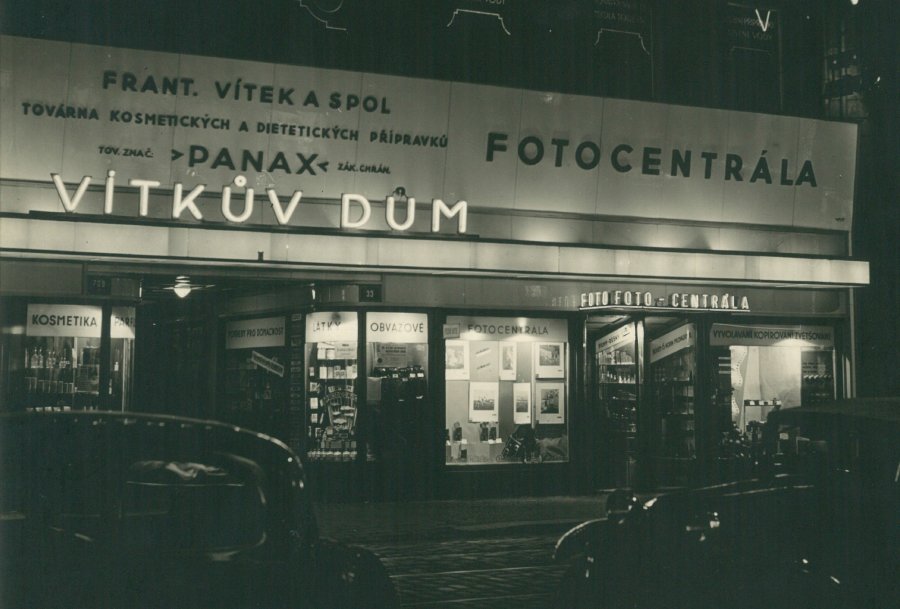 FRANT. VÍTEK A SPOL
TOVÁRNA KOSMETICKÝCH A DIETETICKÝCH PŘÍPRAVKŮ
TOV. ZNAČ. >PANAX< ZÁK. CHRÁN.
FOTOCENTRÁLA
VÍTKŮV DŮM
33
FOTO FOTO CENTRÁLA
KOSMETIKA
LÁTKY
OBVAZOVÉ
FOTOCENTRÁLA
VYVOLÁVÁNÍ KOPÍROVÁNÍ ZVĚTŠOVÁNÍ